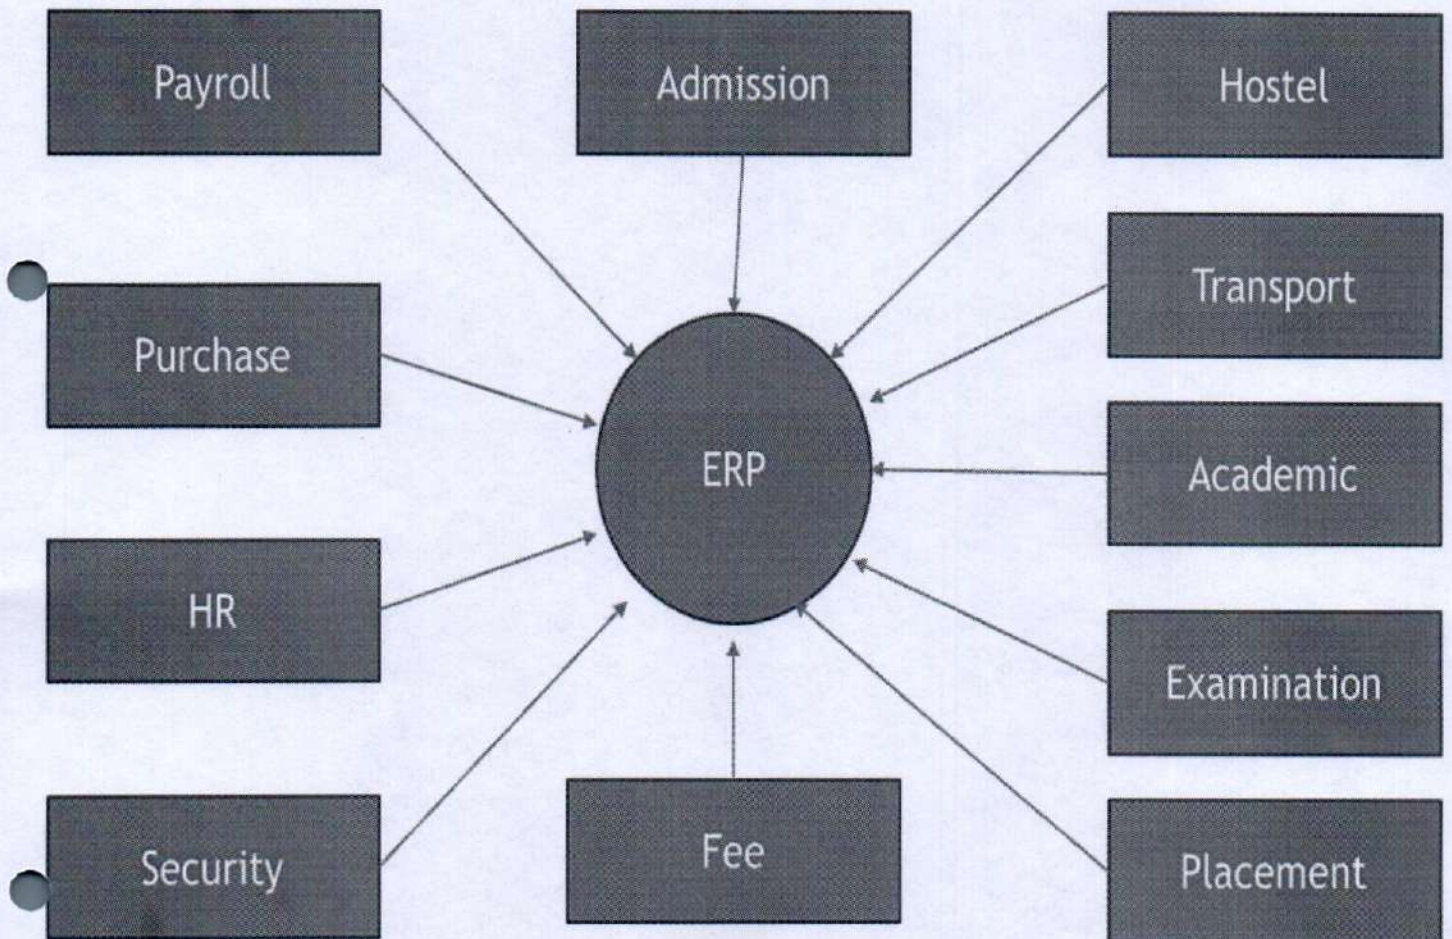 Payroll
Admission
Hostel
Transport
Purchase
ERP
Academic
HR
Examination
Security
Fee
Placement